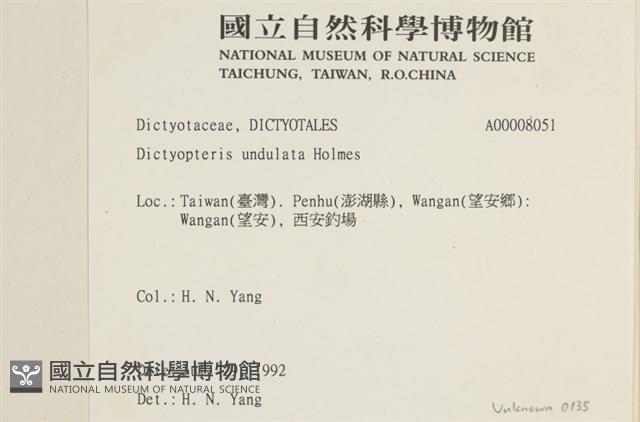 國立自然科學博物館
NATIONAL MUSEUM OF NATURAL SCIENCE
TAICHUNG, TAIWAN, R.O.CHINA
Dictyotaceae, DICTYOTALES A00008051
Dictyopteris undulata Holmes
Loc.: Taiwan(臺灣). Penhu(澎湖縣), Wangan(望安鄉):
Wangan(望安), 西安釣場
Col.: H. N. Yang
1992
國立自然科學博物館
NATIONAL MUSEUM OF NATURAL SCIENCE
Det.: H. N. Yang
Unknown 0135